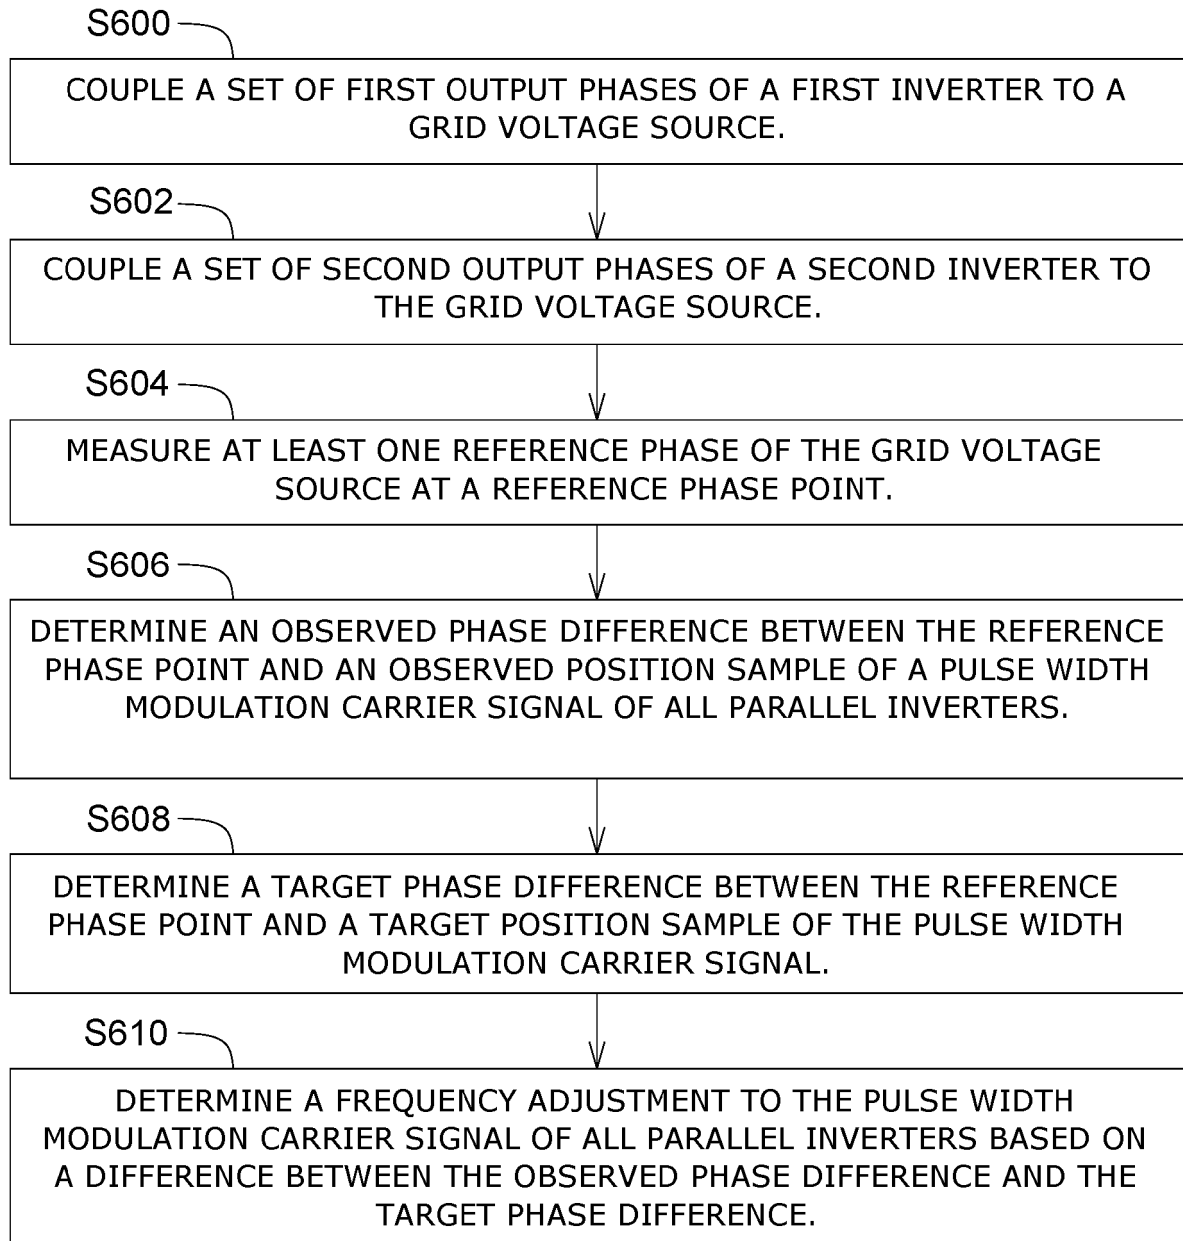 S600
COUPLE A SET OF FIRST OUTPUT PHASES OF A FIRST INVERTER TO A
GRID VOLTAGE SOURCE.
S602
COUPLE A SET OF SECOND OUTPUT PHASES OF A SECOND INVERTER TO
THE GRID VOLTAGE SOURCE.
S604
MEASURE AT LEAST ONE REFERENCE PHASE OF THE GRID VOLTAGE
SOURCE AT A REFERENCE PHASE POINT.
S606
DETERMINE AN OBSERVED PHASE DIFFERENCE BETWEEN THE REFERENCE
PHASE POINT AND AN OBSERVED POSITION SAMPLE OF A PULSE WIDTH
MODULATION CARRIER SIGNAL OF ALL PARALLEL INVERTERS.
S608
DETERMINE A TARGET PHASE DIFFERENCE BETWEEN THE REFERENCE
PHASE POINT AND A TARGET POSITION SAMPLE OF THE PULSE WIDTH
MODULATION CARRIER SIGNAL.
S610
DETERMINE A FREQUENCY ADJUSTMENT TO THE PULSE WIDTH
MODULATION CARRIER SIGNAL OF ALL PARALLEL INVERTERS BASED ON
A DIFFERENCE BETWEEN THE OBSERVED PHASE DIFFERENCE AND THE
TARGET PHASE DIFFERENCE.